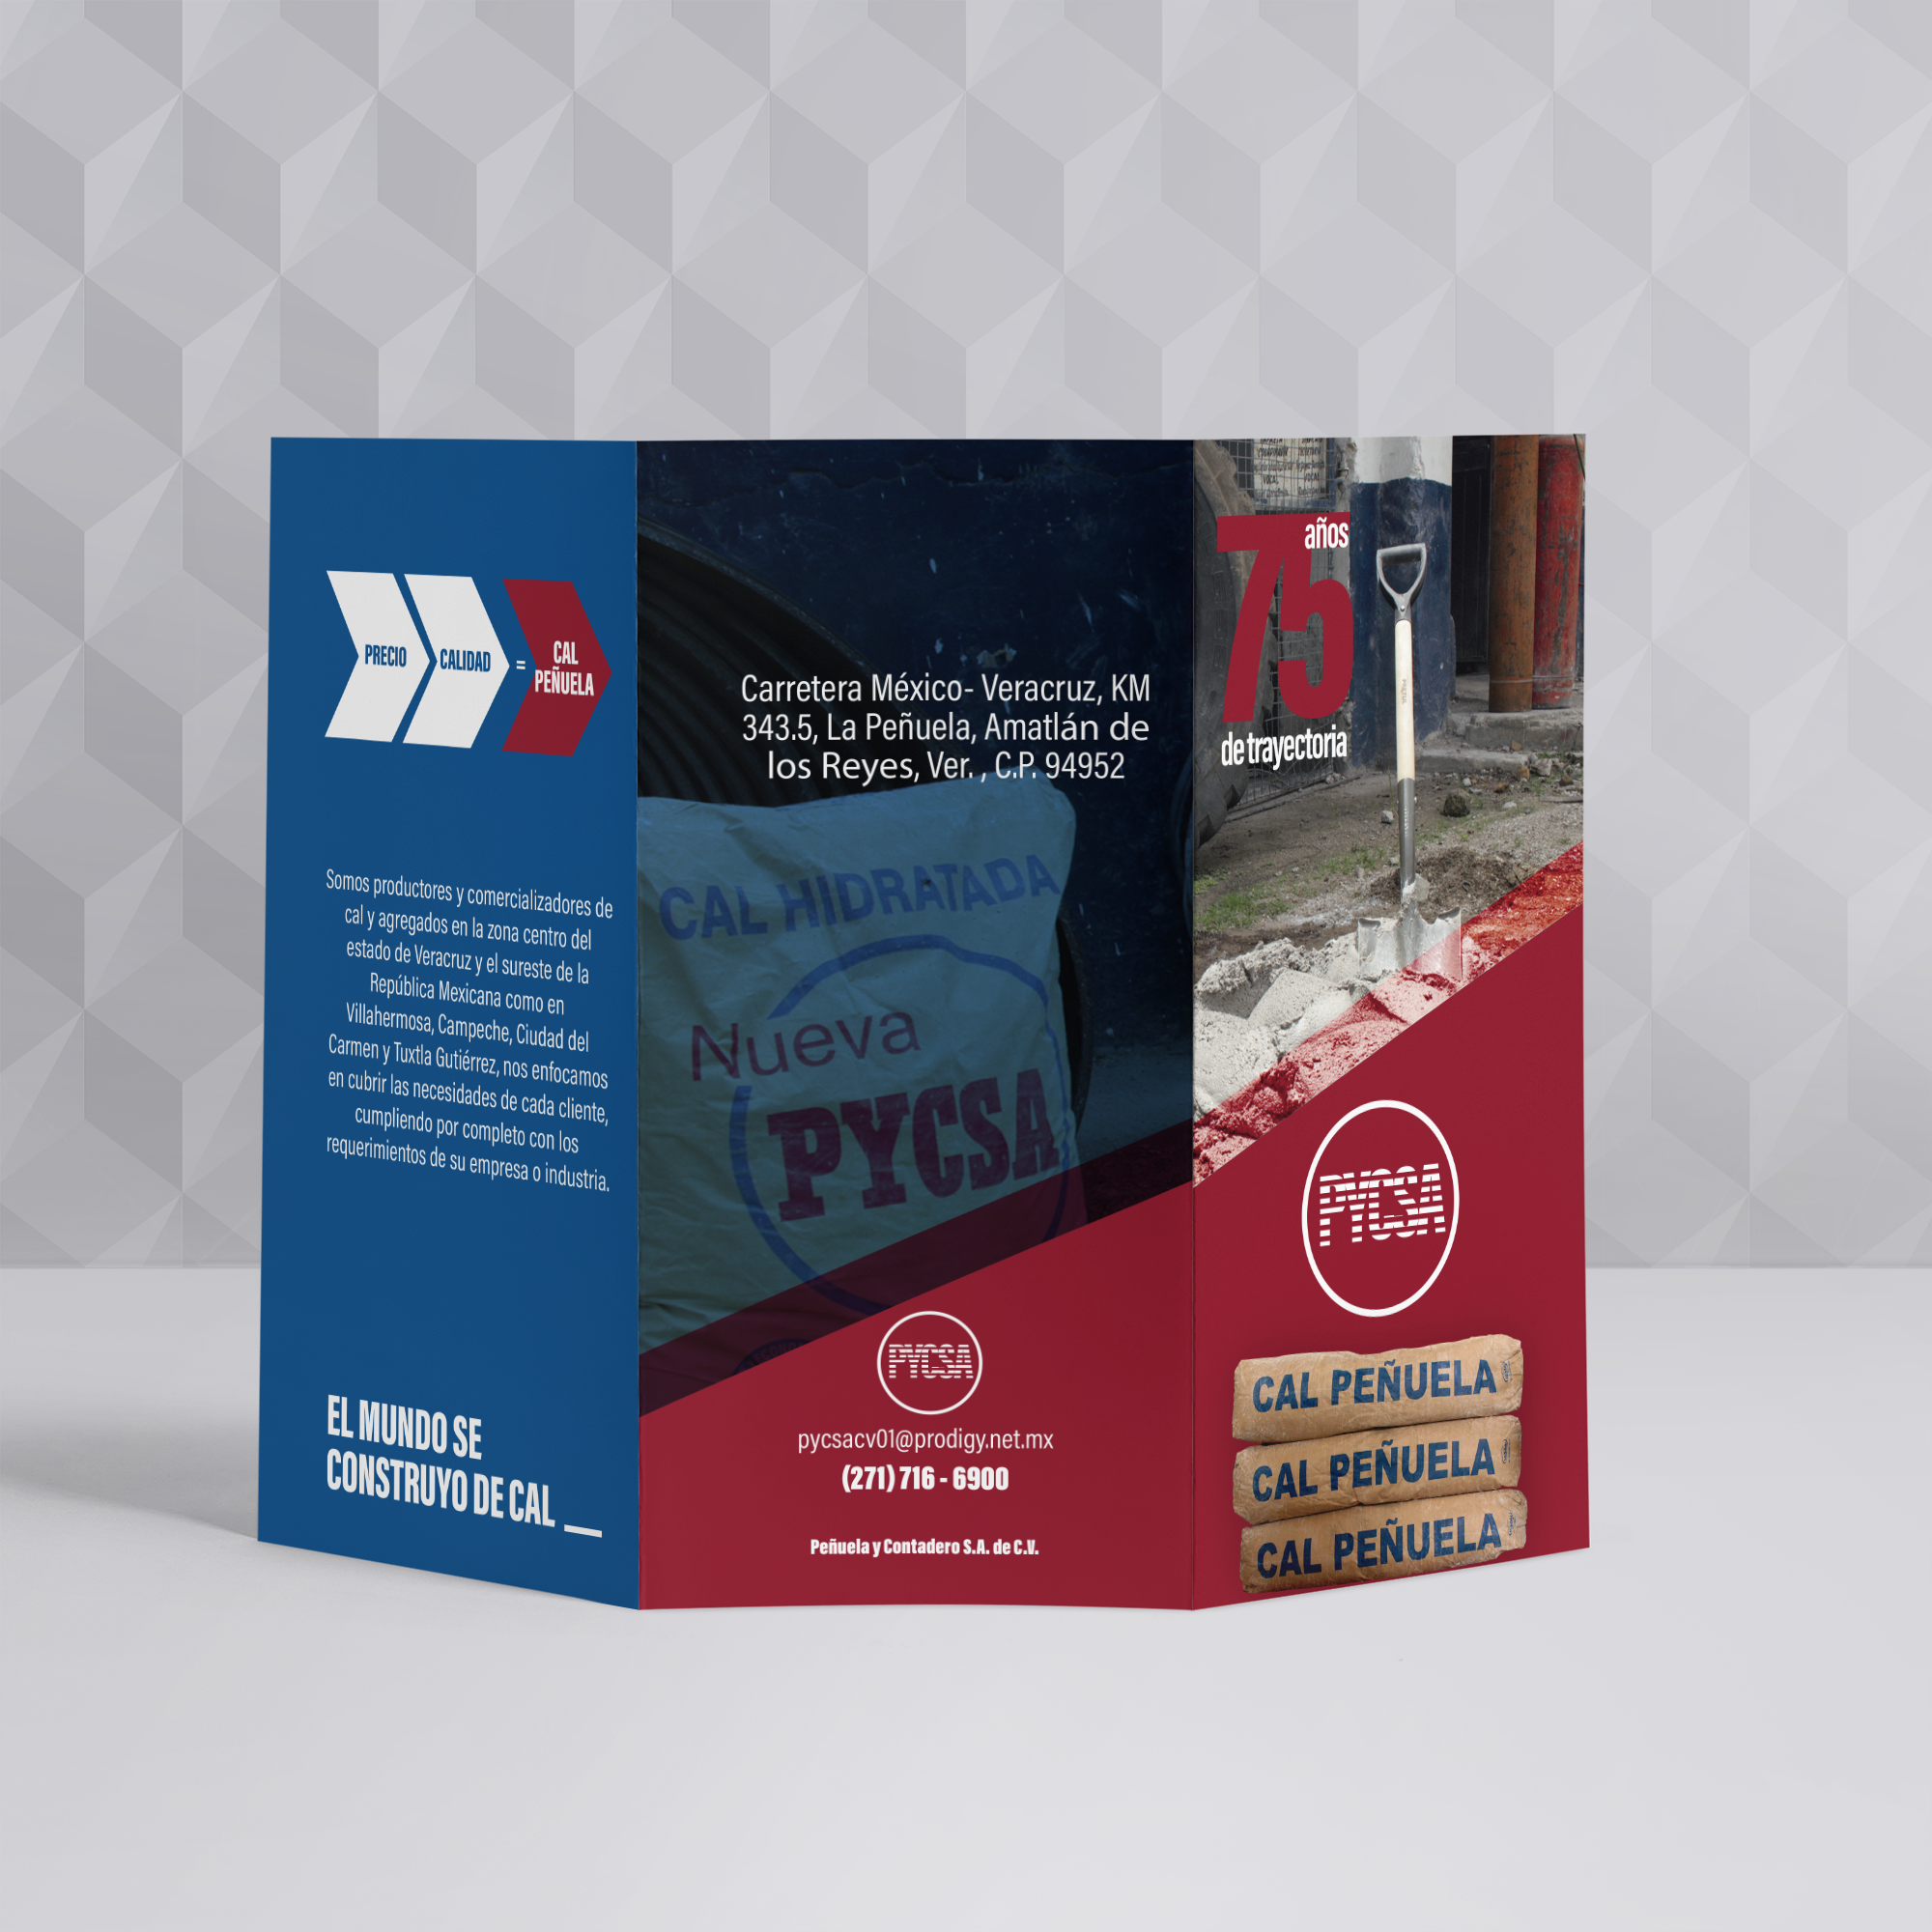 PRECIO
CALIDAD
=
CAL
PEÑUELA
Somos productores y comercializadores de
cal y agregados en la zona centro del
estado de Veracruz y el sureste de la
República Mexicana como en
Villahermosa, Campeche, Ciudad del
Carmen y Tuxtla Gutiérrez, nos enfocamos
en cubrir las necesidades de cada cliente,
cumpliendo por completo con los
requerimientos de su empresa o industria.
EL MUNDO SE
CONSTRUYO DE CAL __
Carretera México- Veracruz, KM
343.5, La Peñuela, Amatlán de
los Reyes, Ver. , C.P. 94952
CAL HIDRATADA
Nueva
PYCSA
PYCSA
pycsacv01@prodigy.net.mx
(271) 716 - 6900
Peñuela y Contadero S.A. de C.V.
VOCAL
años
75
de trayectoria
PYCSA
CAL PEÑUELA
CAL PEÑUELA
CAL PEÑUELA